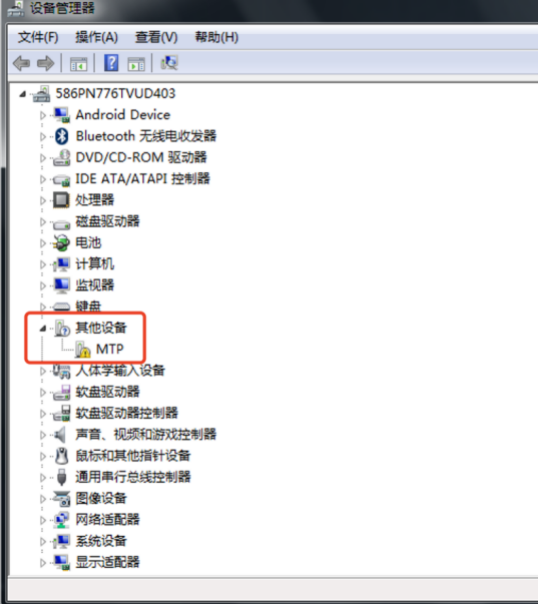 设备管理器
文件(F) 操作(A) 查看(V) 帮助(H)
586PN776TVUD403
Android Device
Bluetooth 无线电收发器
DVD/CD-ROM 驱动器
IDE ATA/ATAPI 控制器
处理器
磁盘驱动器
电池
计算机
监视器
键盘
其他设备
MTP
人体学输入设备
软盘驱动器
软盘驱动器控制器
声音、视频和游戏控制器
鼠标和其他指针设备
通用串行总线控制器
图像设备
网络适配器
系统设备
显示适配器